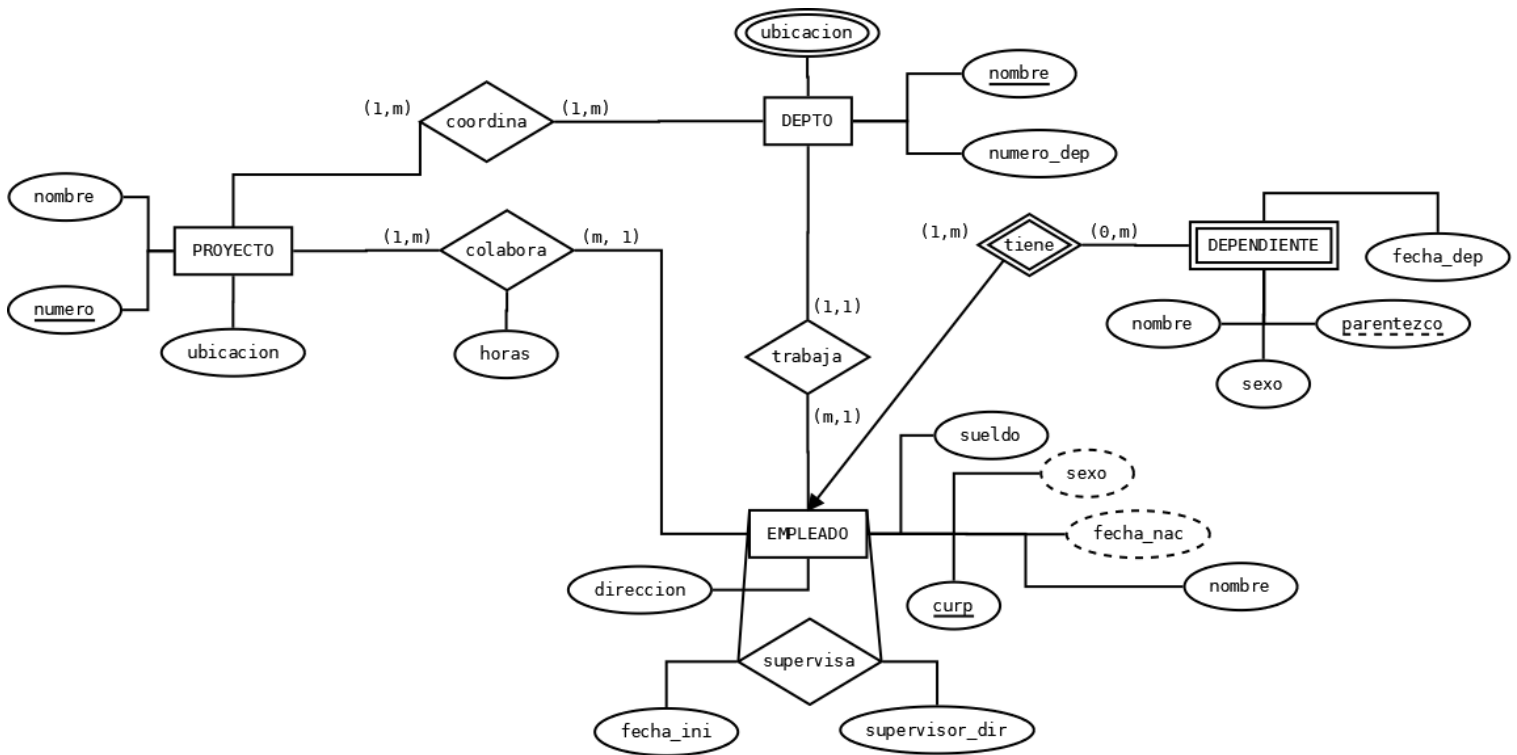 ubicacion
nombre
(1,m)
(1,m)
coordina
DEPTO
numero_dep
nombre
(1,m)
(m, 1)
(1,m)
(0,m)
PROYECTO
colabora
tiene
DEPENDIENTE
fecha_dep
numero
(1,1)
nombre
parentezco
ubicacion
horas
trabaja
sexo
(m,1)
sueldo
sexo
EMPLEADO
fecha_nac
direccion
curp
nombre
supervisa
fecha_ini
supervisor_dir